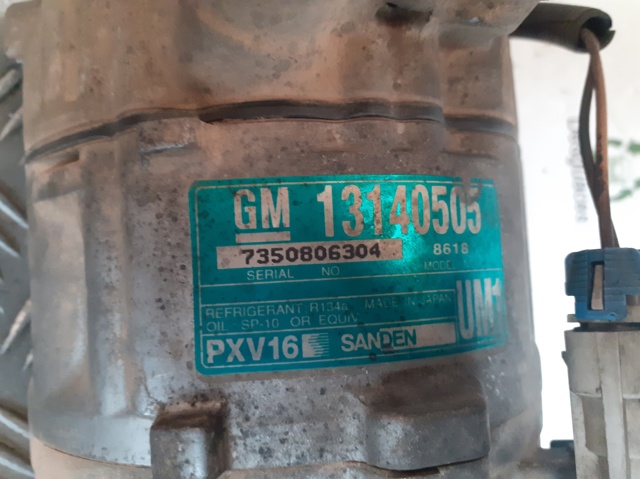 GM 13140505
7350806304 8618
SERIAL NO MODEL
REFRIGERANT R134a MADE IN JAPAN
OIL SP-10 OR EQUIV UM1
PXV16 SANDEN